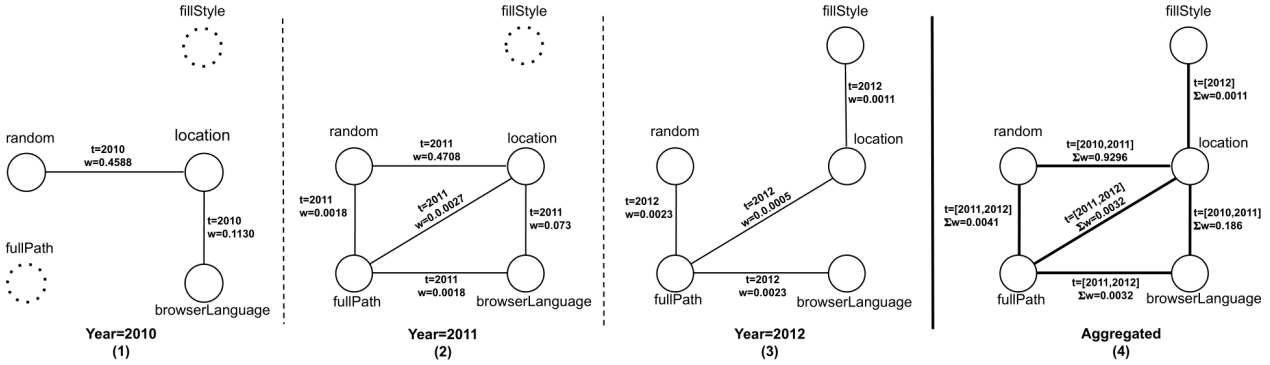 fillStyle
random
location
t=2010
w=0.4588
t=2010
w=0.1130
fullPath
browserLanguage
Year=2010
(1)
fillStyle
random
location
t=2011
w=0.4708
t=2011
w=0.0018
t=2011
w=0.0.0027
t=2011
w=0.073
t=2011
w=0.0018
fullPath
browserLanguage
Year=2011
(2)
fillStyle
t=2012
w=0.0011
random
location
t=2012
w=0.0023
t=2012
w=0.0.0005
t=2012
w=0.0023
fullPath
browserLanguage
Year=2012
(3)
fillStyle
t=[2012]
Σw=0.0011
random
location
t=[2010,2011]
Σw=0.9296
t=[2011,2012]
Σw=0.0041
t=[2011,2012]
Σw=0.0032
t=[2010,2011]
Σw=0.186
t=[2011,2012]
Σw=0.0032
fullPath
browserLanguage
Aggregated
(4)